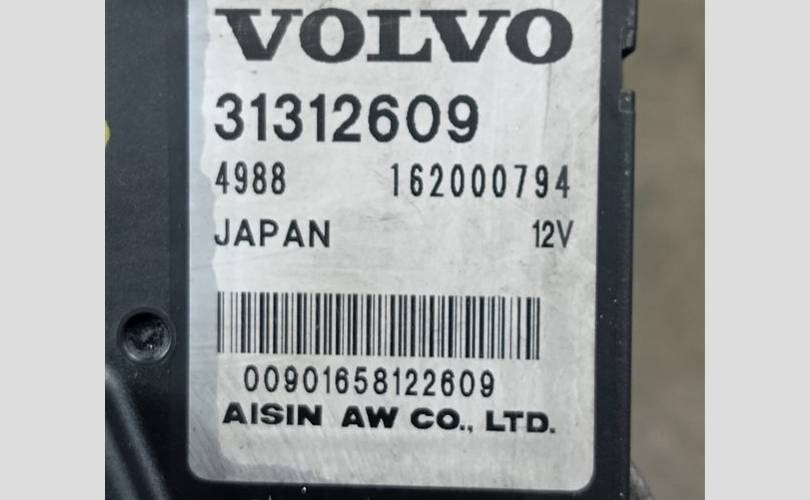 VOLVO
31312609
4988 162000794
JAPAN 12V
00901658122609
AISIN AW CO., LTD.